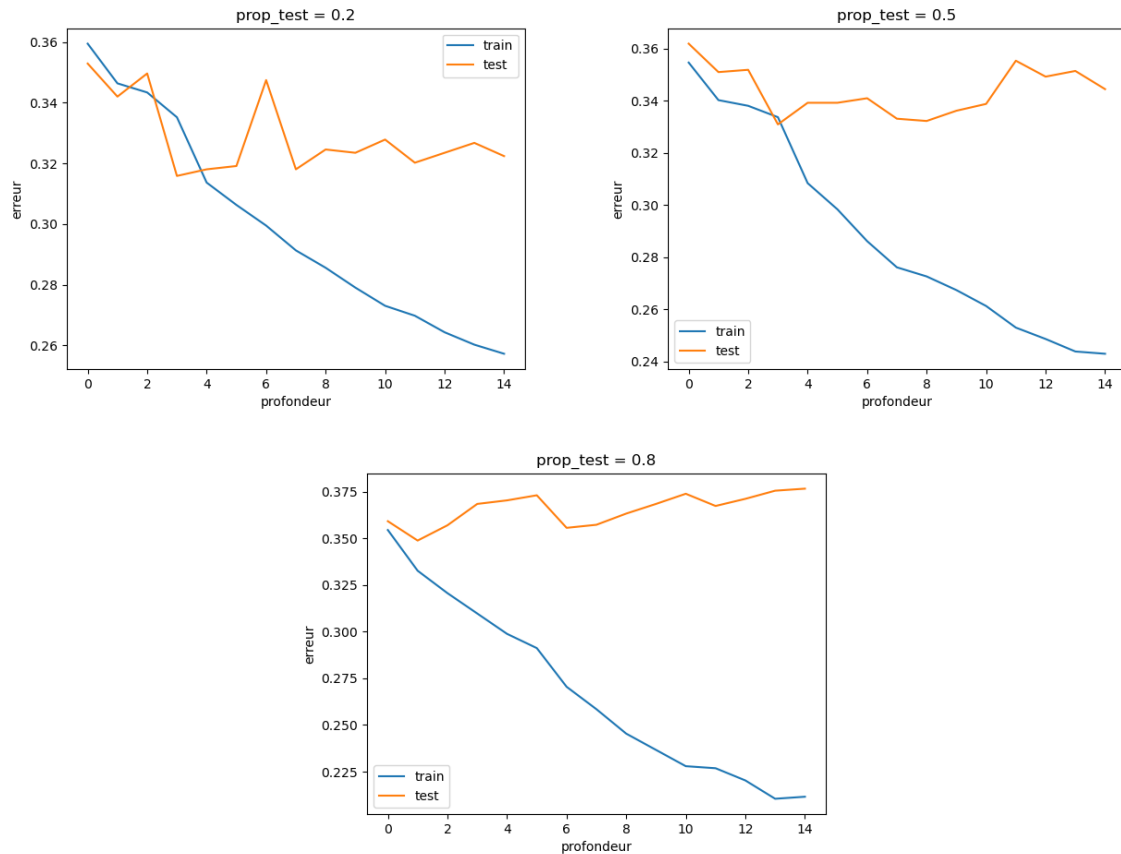 prop_test = 0.2
0.36
0.34
0.32
0.30
0.28
0.26
erreur
train
test
0 2 4 6 8 10 12 14
profondeur
prop_test = 0.5
0.36
0.34
0.32
0.30
0.28
0.26
0.24
erreur
train
test
0 2 4 6 8 10 12 14
profondeur
prop_test = 0.8
0.375
0.350
0.325
0.300
0.275
0.250
0.225
erreur
train
test
0 2 4 6 8 10 12 14
profondeur